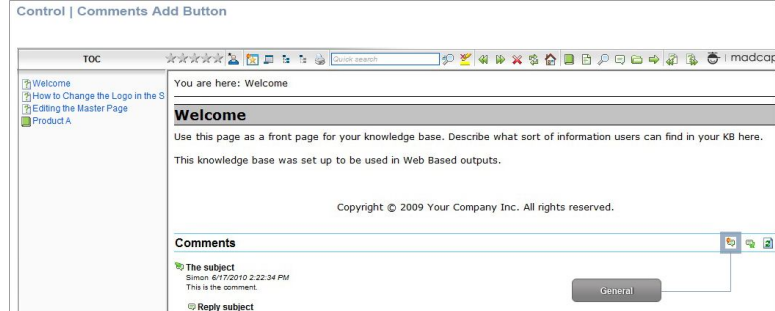 Control | Comments Add Button
TOC
Quick search
madcap
Welcome
How to Change the Logo in the S
Editing the Master Page
Product A
You are here: Welcome
Welcome
Use this page as a front page for your knowledge base. Describe what sort of information users can find in your KB here.
This knowledge base was set up to be used in Web Based outputs.
Copyright © 2009 Your Company Inc. All rights reserved.
Comments
The subject
Simon 6/17/2010 2:22:34 PM
This is the comment.
General
Reply subject